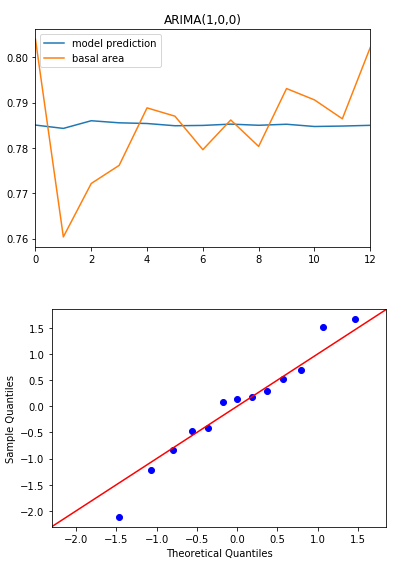 ARIMA(1,0,0)
model prediction
basal area
0.80
0.79
0.78
0.77
0.76
0 2 4 6 8 10 12
1.5
1.0
0.5
0.0
−0.5
−1.0
−1.5
−2.0
Sample Quantiles
−2.0 −1.5 −1.0 −0.5 0.0 0.5 1.0 1.5
Theoretical Quantiles